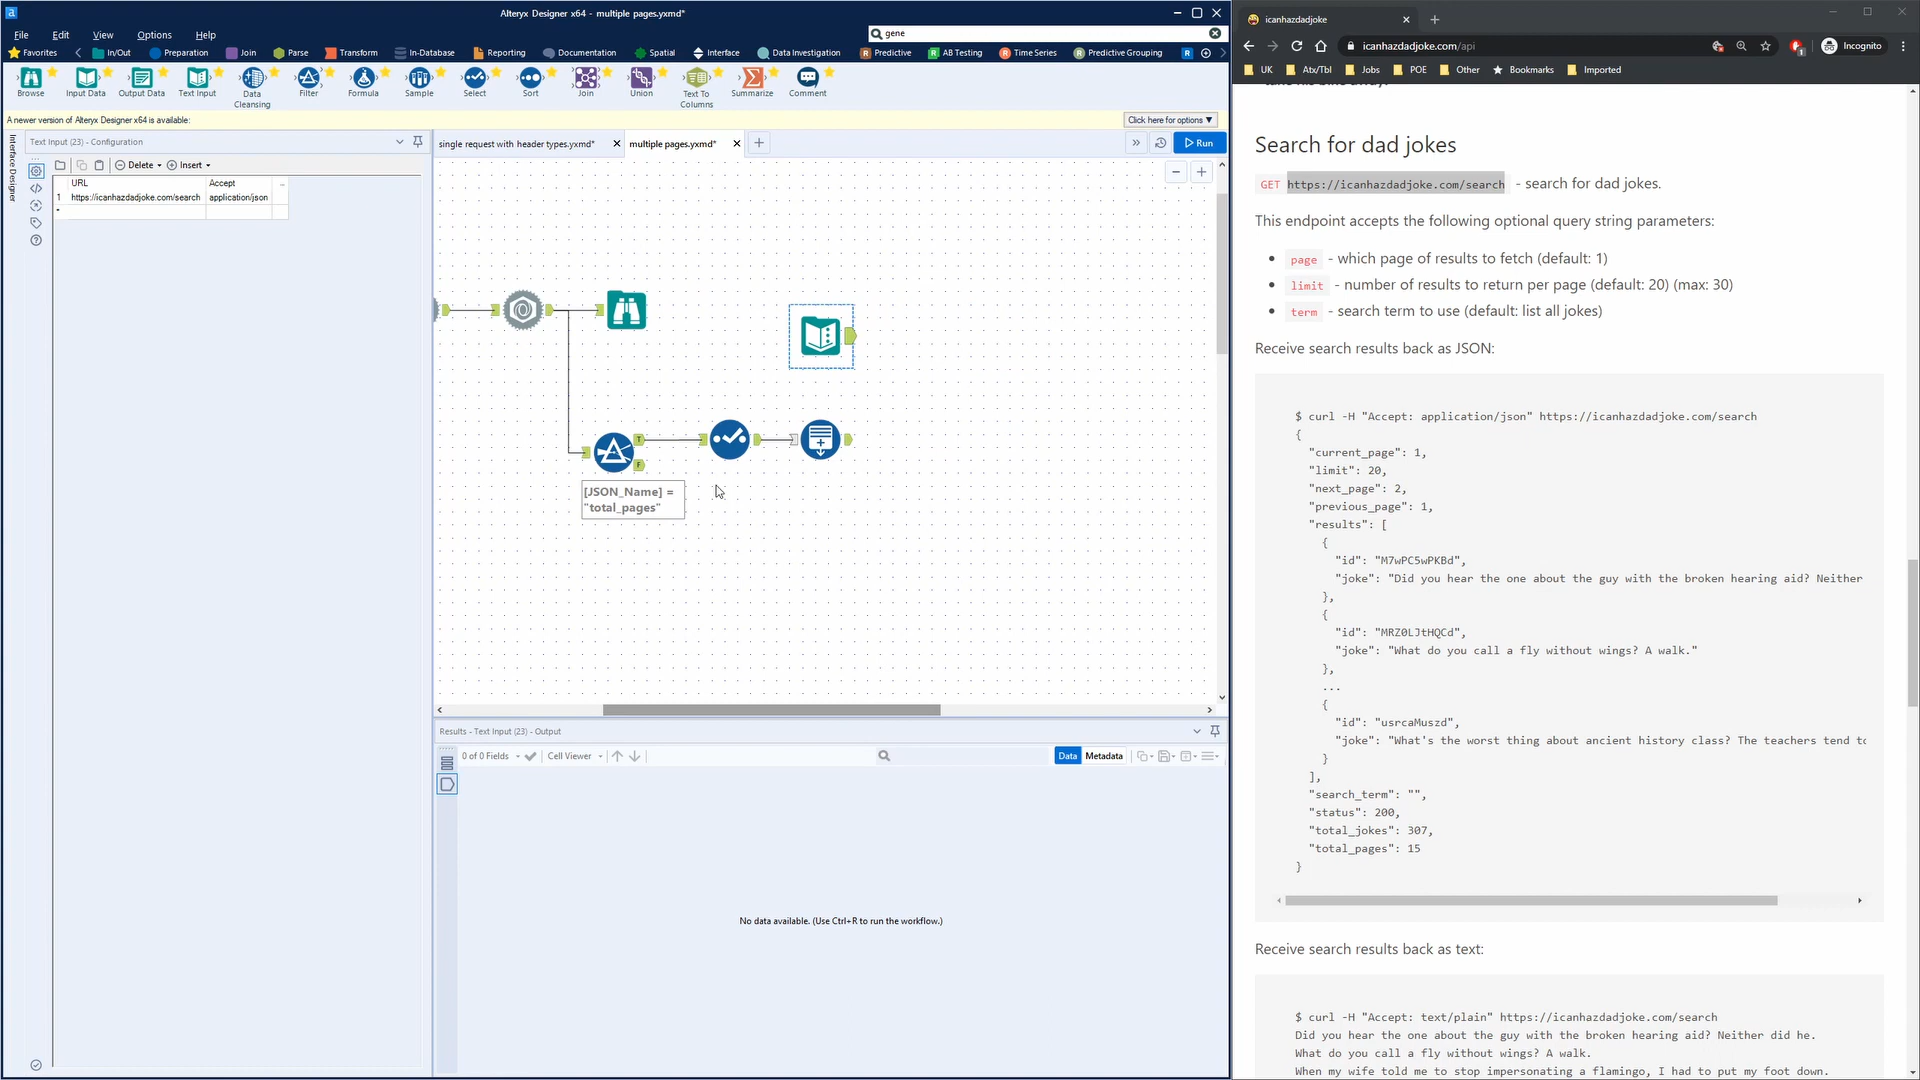 Alteryx Designer x64 - multiple pages.yxmd*
File Edit View Options Help
gene
Favorites In/Out Preparation Join Parse Transform In-Database Reporting Documentation Spatial Interface Data Investigation Predictive AB Testing Time Series Predictive Grouping
Browse Input Data Output Data Text Input Data Cleansing Filter Formula Sample Select Sort Join Union Text To Columns Summarize Comment
A newer version of Alteryx Designer x64 is available:
Click here for options ▼
Interface Designer
Text Input (23) - Configuration
Delete Insert
URL Accept ...
1 https://icanhazdadjoke.com/search application/json
*
single request with header types.yxmd*
multiple pages.yxmd*
Run
T
F
[JSON_Name] =
"total_pages"
Results - Text Input (23) - Output
0 of 0 Fields Cell Viewer Data Metadata
No data available. (Use Ctrl+R to run the workflow.)
icanhazdadjoke
icanhazdadjoke.com/api
Incognito
UK Atx/Tbl Jobs POE Other Bookmarks Imported
Search for dad jokes
GET https://icanhazdadjoke.com/search - search for dad jokes.
This endpoint accepts the following optional query string parameters:
• page - which page of results to fetch (default: 1)
• limit - number of results to return per page (default: 20) (max: 30)
• term - search term to use (default: list all jokes)
Receive search results back as JSON:
$ curl -H "Accept: application/json" https://icanhazdadjoke.com/search
{
"current_page": 1,
"limit": 20,
"next_page": 2,
"previous_page": 1,
"results": [
{
"id": "M7wPC5wPKBd",
"joke": "Did you hear the one about the guy with the broken hearing aid? Neither
},
{
"id": "MRZ0LJtHQCd",
"joke": "What do you call a fly without wings? A walk."
},
...
{
"id": "usrcaMuszd",
"joke": "What's the worst thing about ancient history class? The teachers tend to
}
],
"search_term": "",
"status": 200,
"total_jokes": 307,
"total_pages": 15
}
Receive search results back as text:
$ curl -H "Accept: text/plain" https://icanhazdadjoke.com/search
Did you hear the one about the guy with the broken hearing aid? Neither did he.
What do you call a fly without wings? A walk.
When my wife told me to stop impersonating a flamingo, I had to put my foot down.